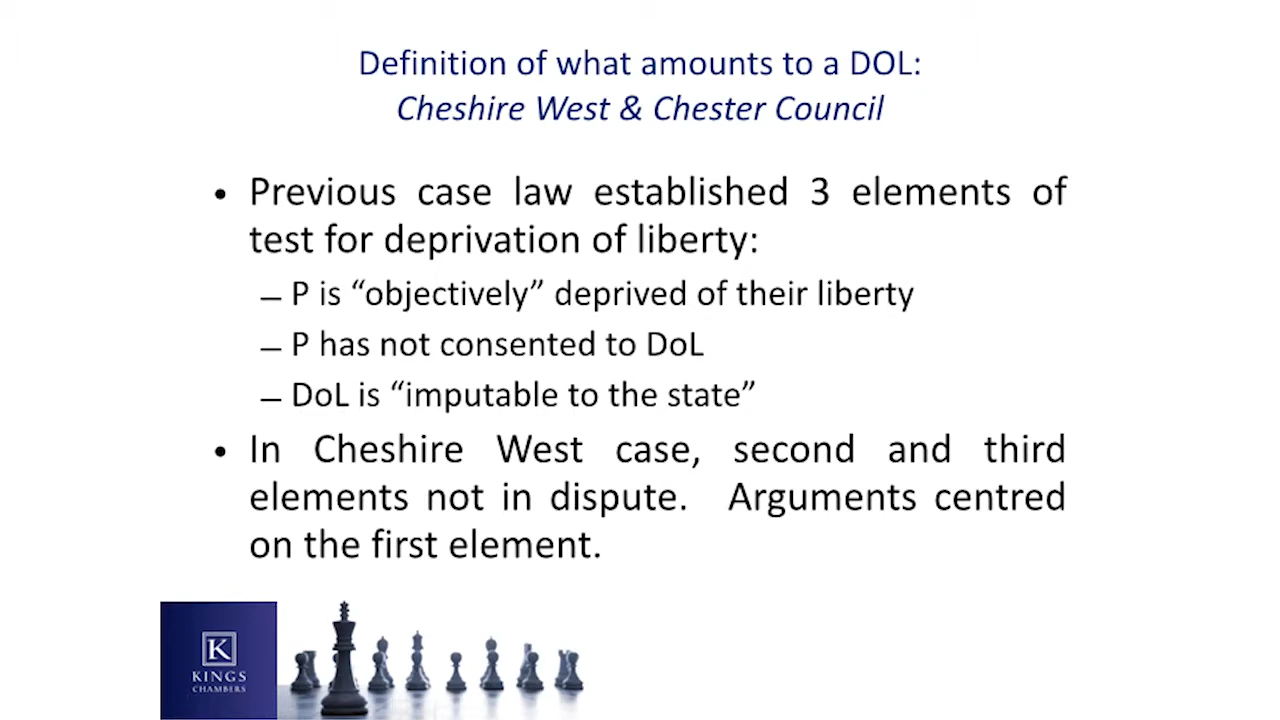 Definition of what amounts to a DOL:
Cheshire West & Chester Council
• Previous case law established 3 elements of
test for deprivation of liberty:
– P is “objectively” deprived of their liberty
– P has not consented to DoL
– DoL is “imputable to the state”
• In Cheshire West case, second and third
elements not in dispute. Arguments centred
on the first element.
K
KINGS
CHAMBERS